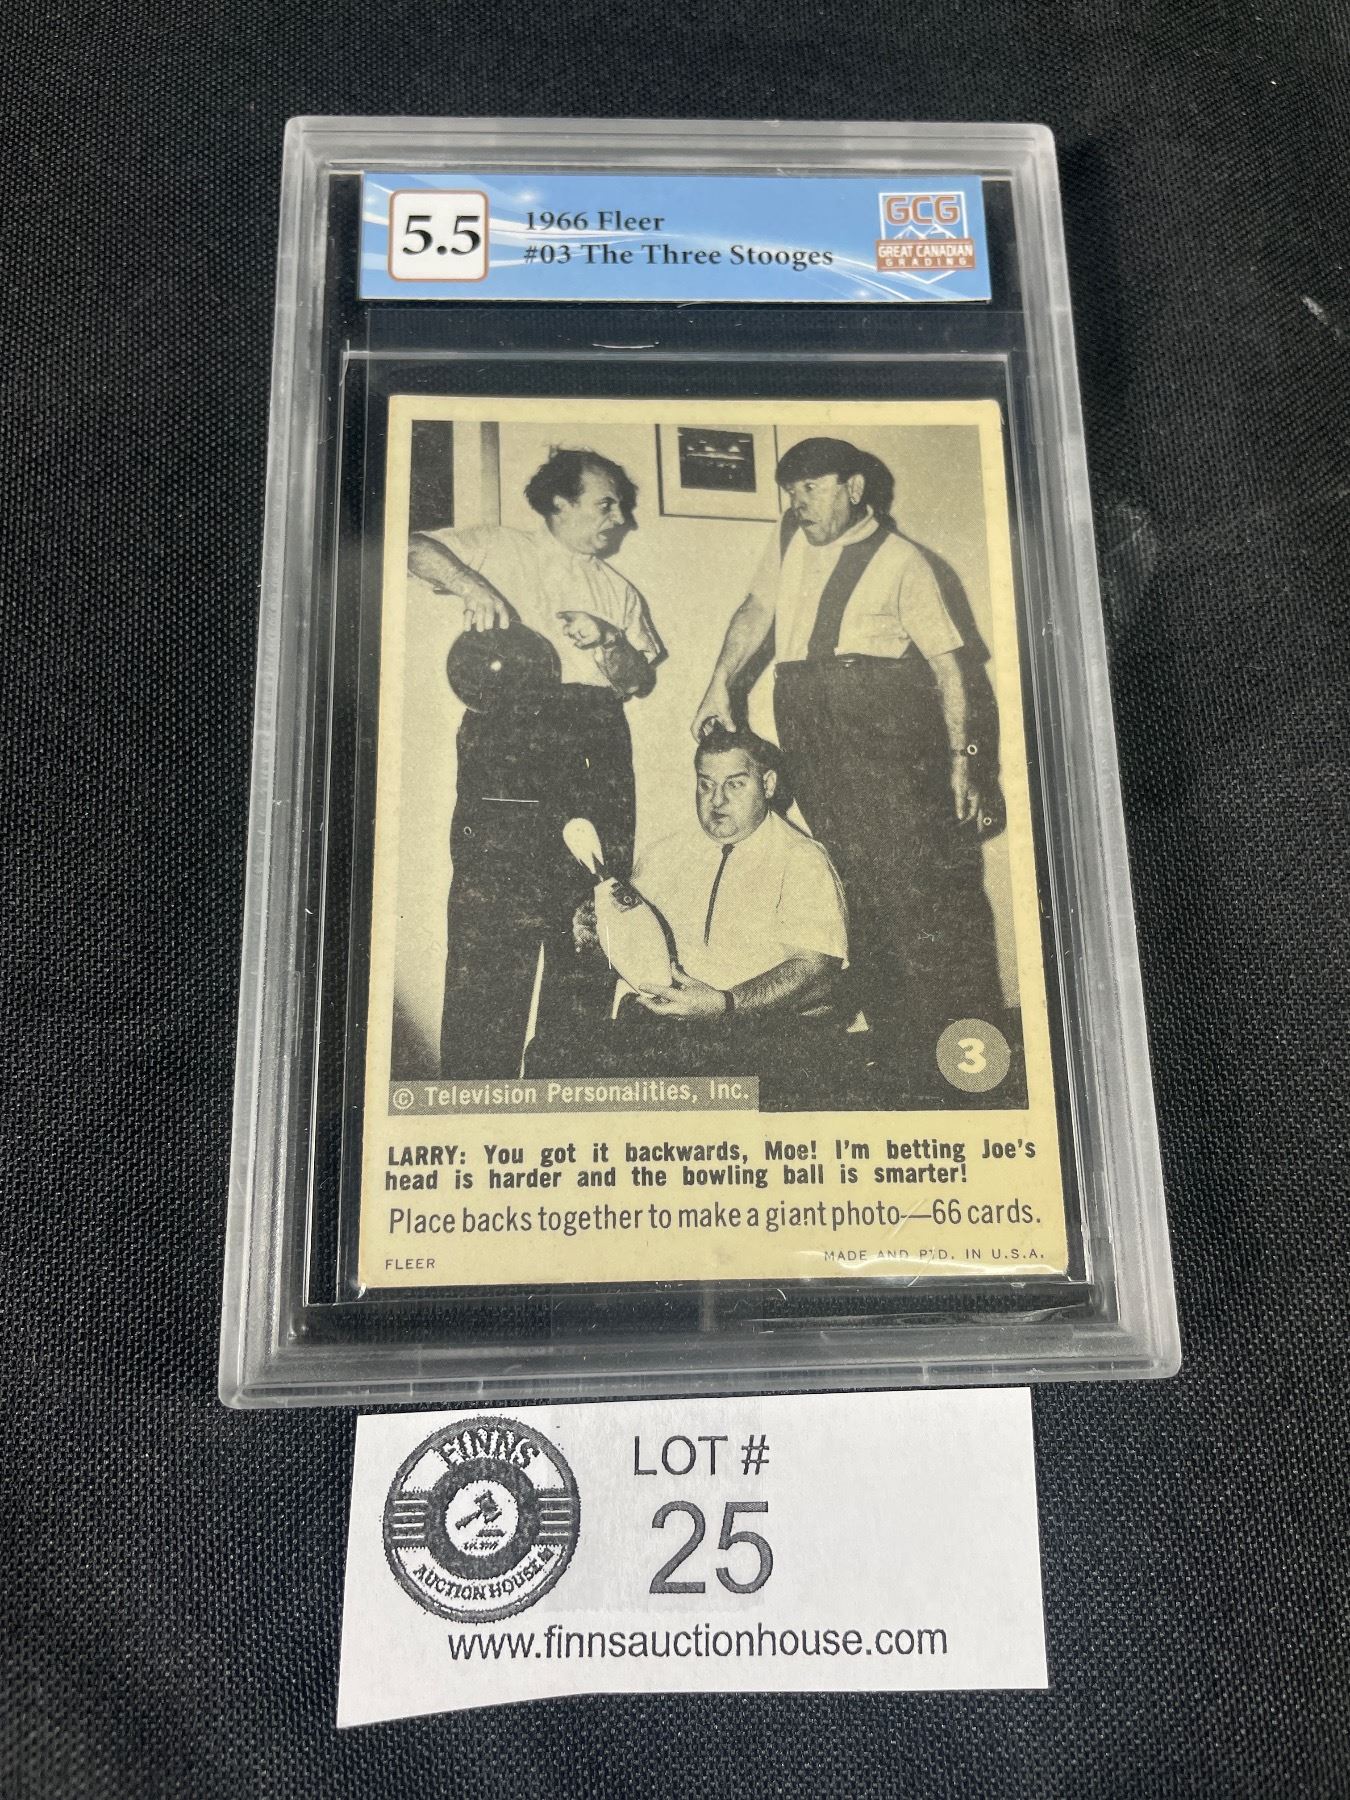 5.5
1966 Fleer
#03 The Three Stooges
GCG
GREAT CANADIAN
GRADING
3
© Television Personalities, Inc.
LARRY: You got it backwards, Moe! I'm betting Joe's
head is harder and the bowling ball is smarter!
Place backs together to make a giant photo—66 cards.
FLEER
MADE AND PTD. IN U.S.A.
FINNS
AUCTION HOUSE
LOT #
25
www.finnsauctionhouse.com